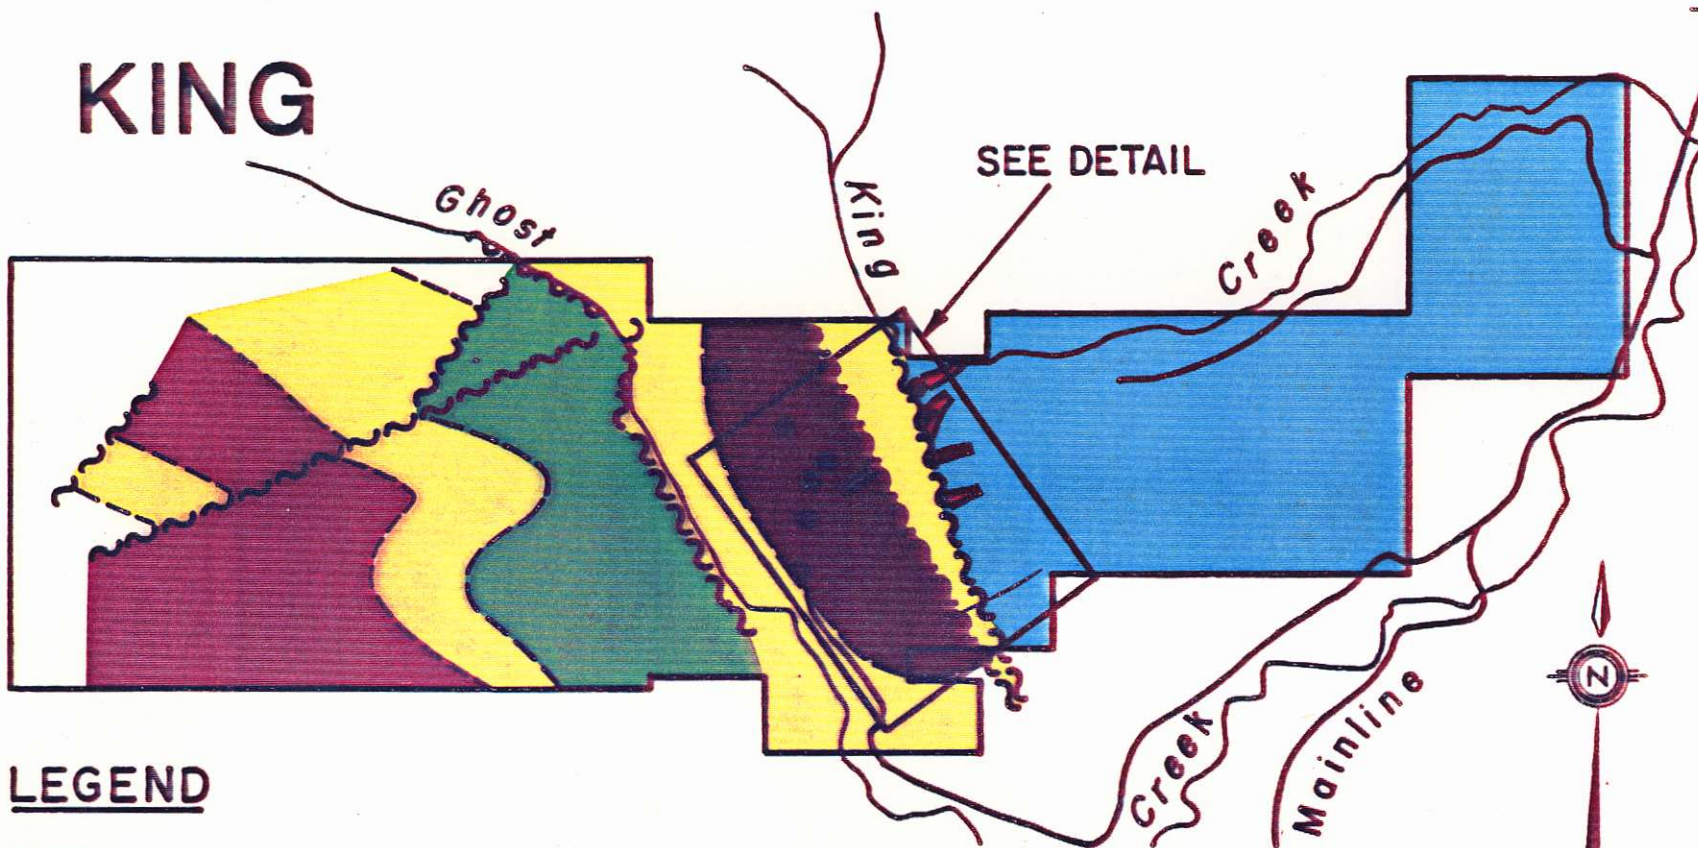 KING
SEE DETAIL
Ghost
King
Creek
Creek
Mainline
N
LEGEND